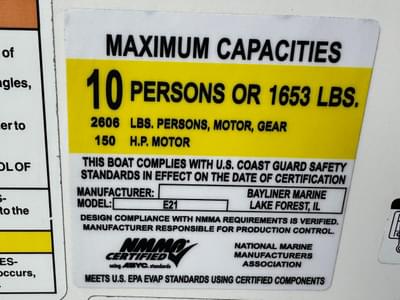 of
ngles,
er to
OL OF
S-
to the
ES-
occurs,
MAXIMUM CAPACITIES
10 PERSONS OR 1653 LBS.
2606 LBS. PERSONS, MOTOR, GEAR
150 H.P. MOTOR
THIS BOAT COMPLIES WITH U.S. COAST GUARD SAFETY
STANDARDS IN EFFECT ON THE DATE OF CERTIFICATION
MANUFACTURER: BAYLINER MARINE
MODEL: E21 LAKE FOREST, IL
DESIGN COMPLIANCE WITH NMMA REQUIREMENTS IS VERIFIED.
MANUFACTURER RESPONSIBLE FOR PRODUCTION CONTROL.
NMMA
CERTIFIED
using ABYC standards
NATIONAL MARINE
MANUFACTURERS
ASSOCIATION
MEETS U.S. EPA EVAP STANDARDS USING CERTIFIED COMPONENTS